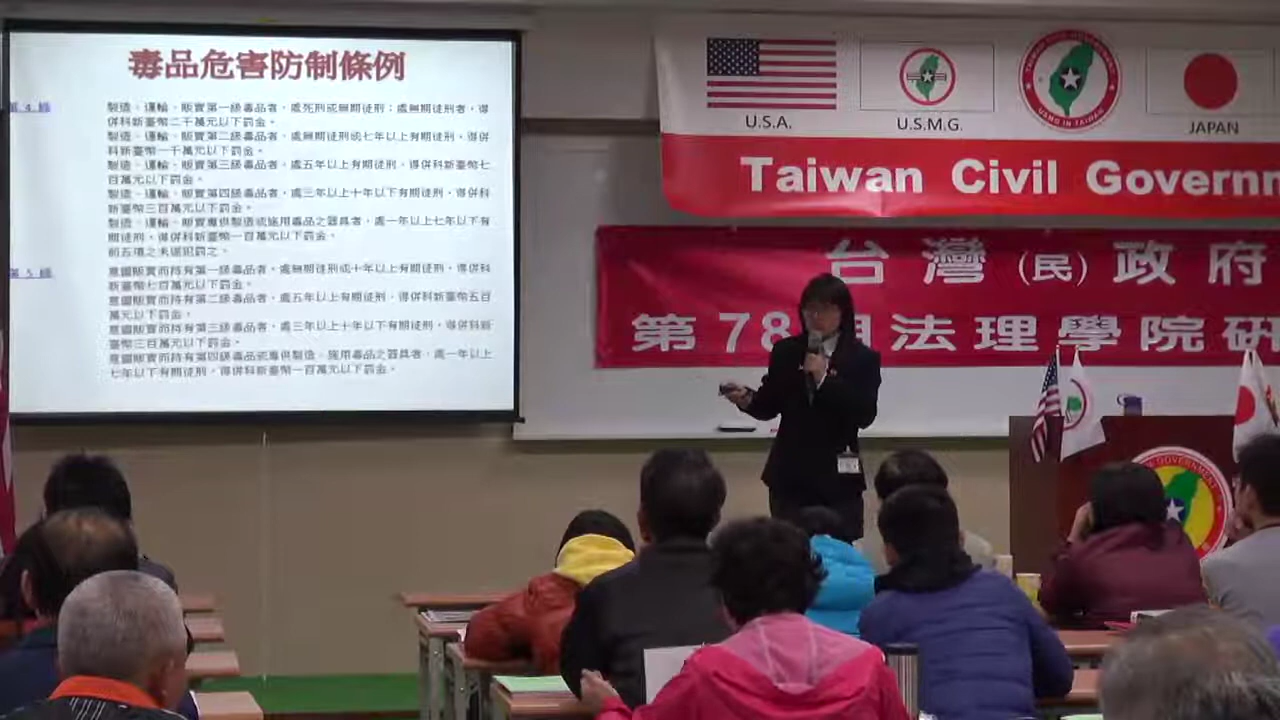 毒品危害防制條例
第 4 條
製造、運輸、販賣第一級毒品者，處死刑或無期徒刑；處無期徒刑者，得
併科新臺幣二千萬元以下罰金。
製造、運輸、販賣第二級毒品者，處無期徒刑或七年以上有期徒刑，得併
科新臺幣一千萬元以下罰金。
製造、運輸、販賣第三級毒品者，處五年以上有期徒刑，得併科新臺幣七
百萬元以下罰金。
製造、運輸、販賣第四級毒品者，處三年以上十年以下有期徒刑，得併科
新臺幣三百萬元以下罰金。
製造、運輸、販賣專供製造或施用毒品之器具者，處一年以上七年以下有
期徒刑，得併科新臺幣一百萬元以下罰金。
前五項之未遂犯罰之。
第 5 條
意圖販賣而持有第一級毒品者，處無期徒刑或十年以上有期徒刑，得併科
新臺幣七百萬元以下罰金。
意圖販賣而持有第二級毒品者，處五年以上有期徒刑，得併科新臺幣五百
萬元以下罰金。
意圖販賣而持有第三級毒品者，處三年以上十年以下有期徒刑，得併科新
臺幣三百萬元以下罰金。
意圖販賣而持有第四級毒品或專供製造、施用毒品之器具者，處一年以上
七年以下有期徒刑，得併科新臺幣一百萬元以下罰金。
U.S.A.
U.S.M.G.
TAIWAN CIVIL GOVERNMENT
USMG IN TAIWAN
JAPAN
Taiwan Civil Governm
台灣(民)政府
第78期法理學院研
GOVERNMENT